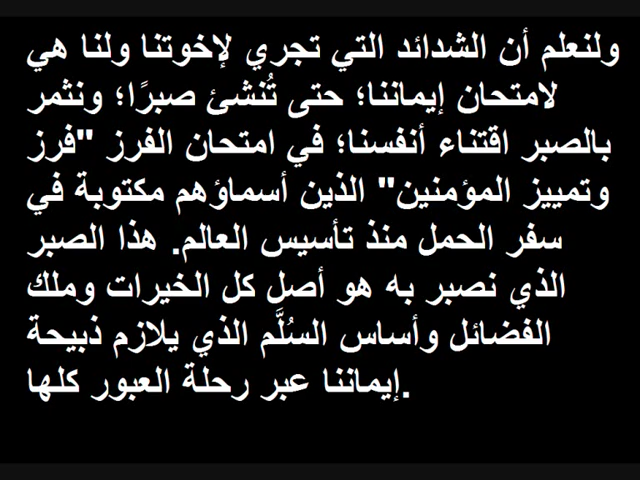 ولنعلم أن الشدائد التي تجري لإخوتنا ولنا هي
لامتحان إيماننا؛ حتى تُنشئ صبرًا؛ ونثمر
بالصبر اقتناء أنفسنا؛ في امتحان الفرز "فرز
وتمييز المؤمنين" الذين أسماؤهم مكتوبة في
سفر الحمل منذ تأسيس العالم. هذا الصبر
الذي نصبر به هو أصل كل الخيرات وملك
الفضائل وأساس السُلَّم الذي يلازم ذبيحة
إيماننا عبر رحلة العبور كلها.